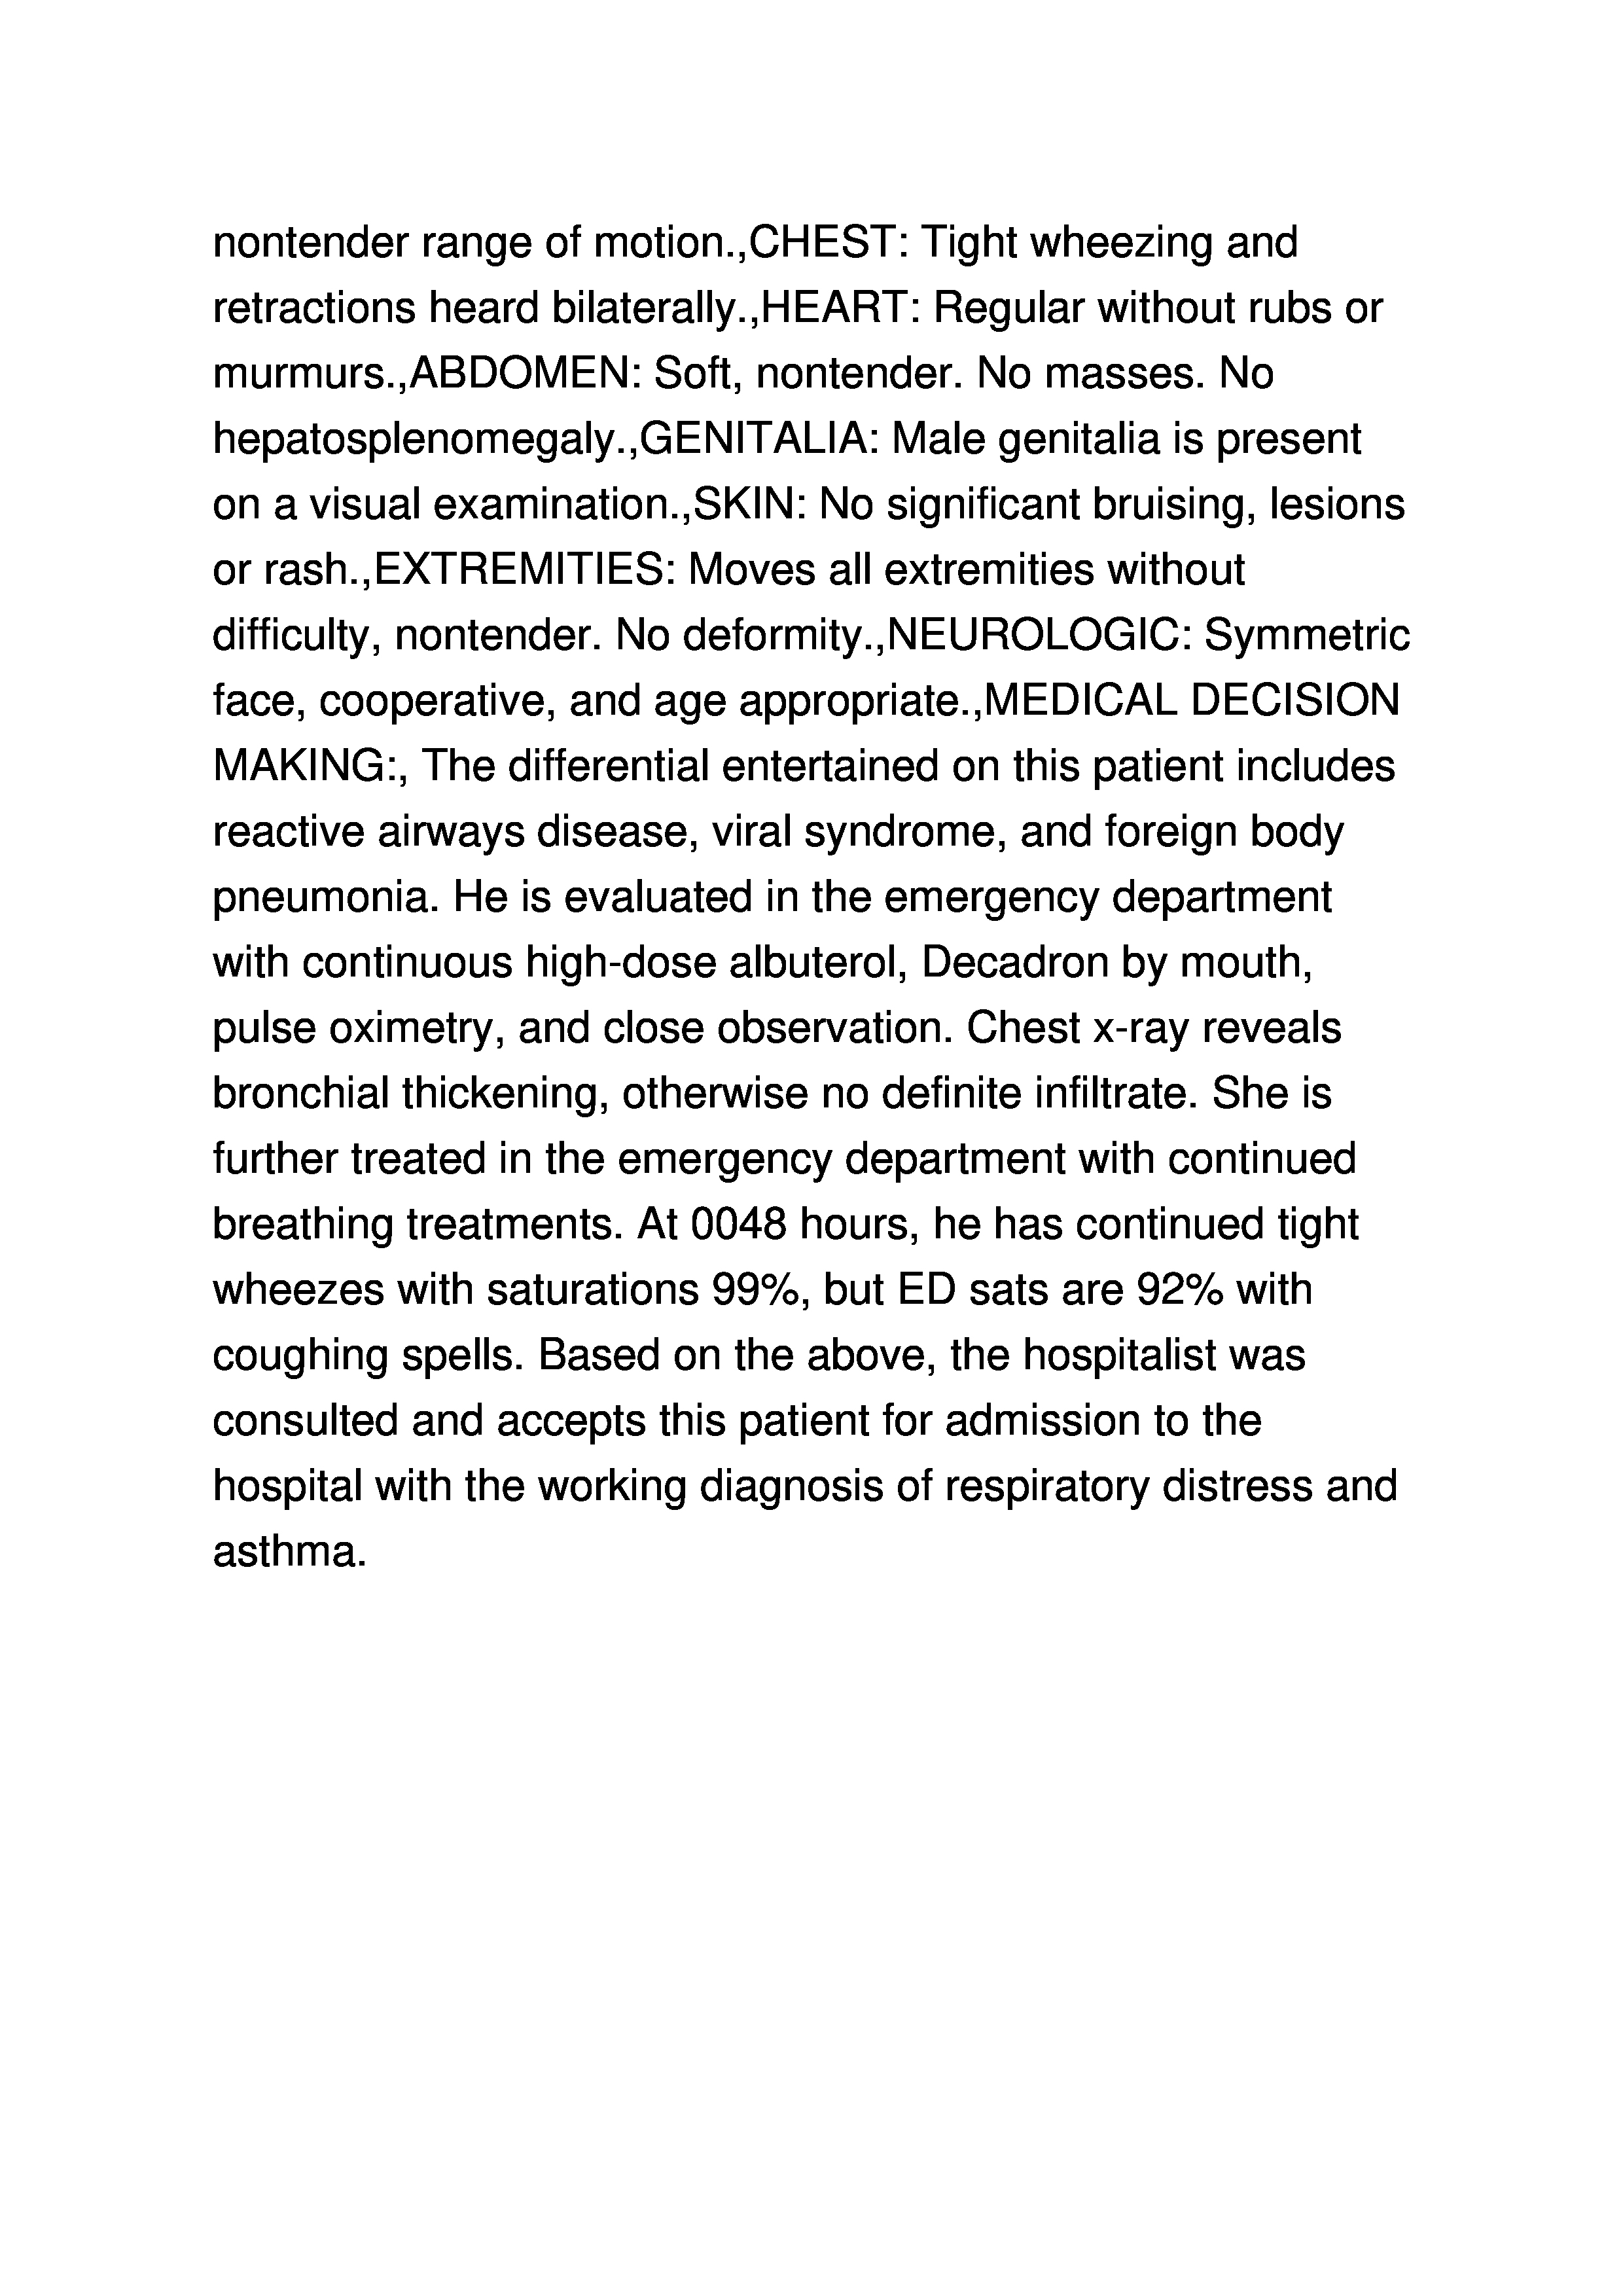 nontender range of motion.,CHEST: Tight wheezing and
retractions heard bilaterally.,HEART: Regular without rubs or
murmurs.,ABDOMEN: Soft, nontender. No masses. No
hepatosplenomegaly.,GENITALIA: Male genitalia is present
on a visual examination.,SKIN: No significant bruising, lesions
or rash.,EXTREMITIES: Moves all extremities without
difficulty, nontender. No deformity.,NEUROLOGIC: Symmetric
face, cooperative, and age appropriate.,MEDICAL DECISION
MAKING:, The differential entertained on this patient includes
reactive airways disease, viral syndrome, and foreign body
pneumonia. He is evaluated in the emergency department
with continuous high-dose albuterol, Decadron by mouth,
pulse oximetry, and close observation. Chest x-ray reveals
bronchial thickening, otherwise no definite infiltrate. She is
further treated in the emergency department with continued
breathing treatments. At 0048 hours, he has continued tight
wheezes with saturations 99%, but ED sats are 92% with
coughing spells. Based on the above, the hospitalist was
consulted and accepts this patient for admission to the
hospital with the working diagnosis of respiratory distress and
asthma.